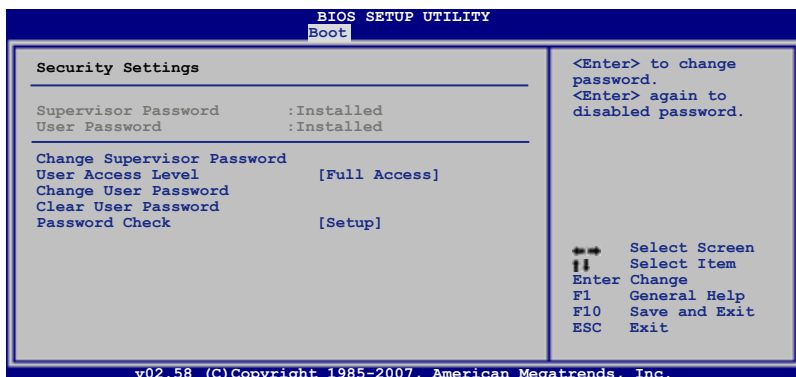 BIOS SETUP UTILITY
Boot
Security Settings
Supervisor Password :Installed
User Password :Installed
Change Supervisor Password
User Access Level [Full Access]
Change User Password
Clear User Password
Password Check [Setup]
<Enter> to change
password.
<Enter> again to
disabled password.
Select Screen
Select Item
Enter Change
F1 General Help
F10 Save and Exit
ESC Exit
v02.58 (C)Copyright 1985-2007, American Megatrends, Inc.